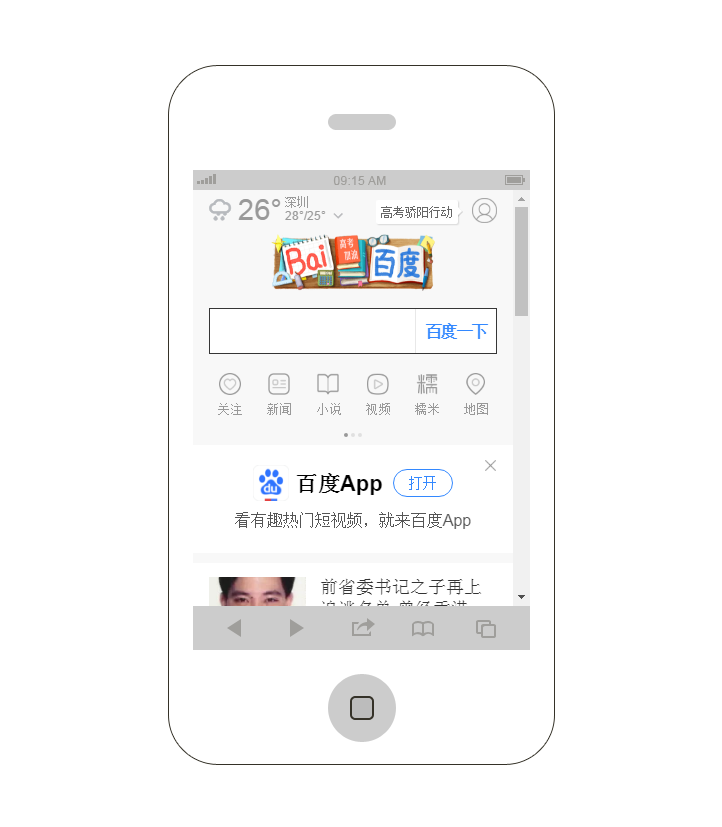 09:15 AM
26° 深圳
28°/25°
高考骄阳行动
Bai 高考 百度
百度一下
关注 新闻 小说 视频 糯米 地图
糯
du 百度App 打开
看有趣热门短视频，就来百度App
前省委书记之子再上